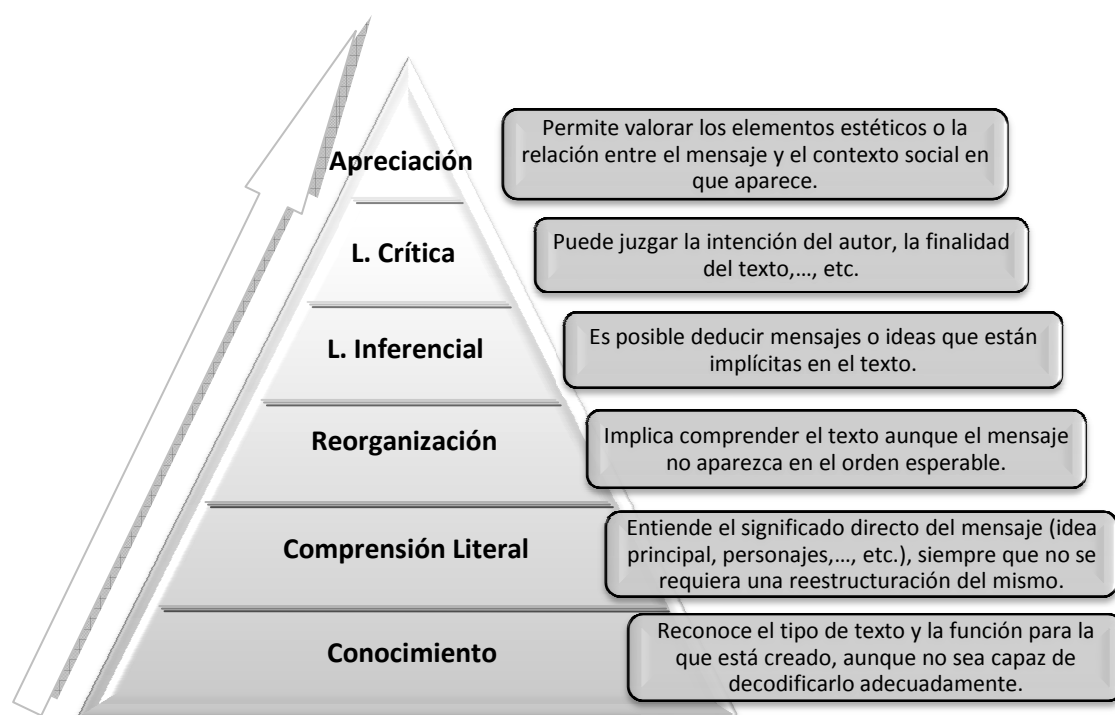 Apreciación
Permite valorar los elementos estéticos o la
relación entre el mensaje y el contexto social en
que aparece.
L. Crítica
Puede juzgar la intención del autor, la finalidad
del texto,..., etc.
L. Inferencial
Es posible deducir mensajes o ideas que están
implícitas en el texto.
Reorganización
Implica comprender el texto aunque el mensaje
no aparezca en el orden esperable.
Comprensión Literal
Entiende el significado directo del mensaje (idea
principal, personajes,..., etc.), siempre que no se
requiera una reestructuración del mismo.
Conocimiento
Reconoce el tipo de texto y la función para la
que está creado, aunque no sea capaz de
decodificarlo adecuadamente.